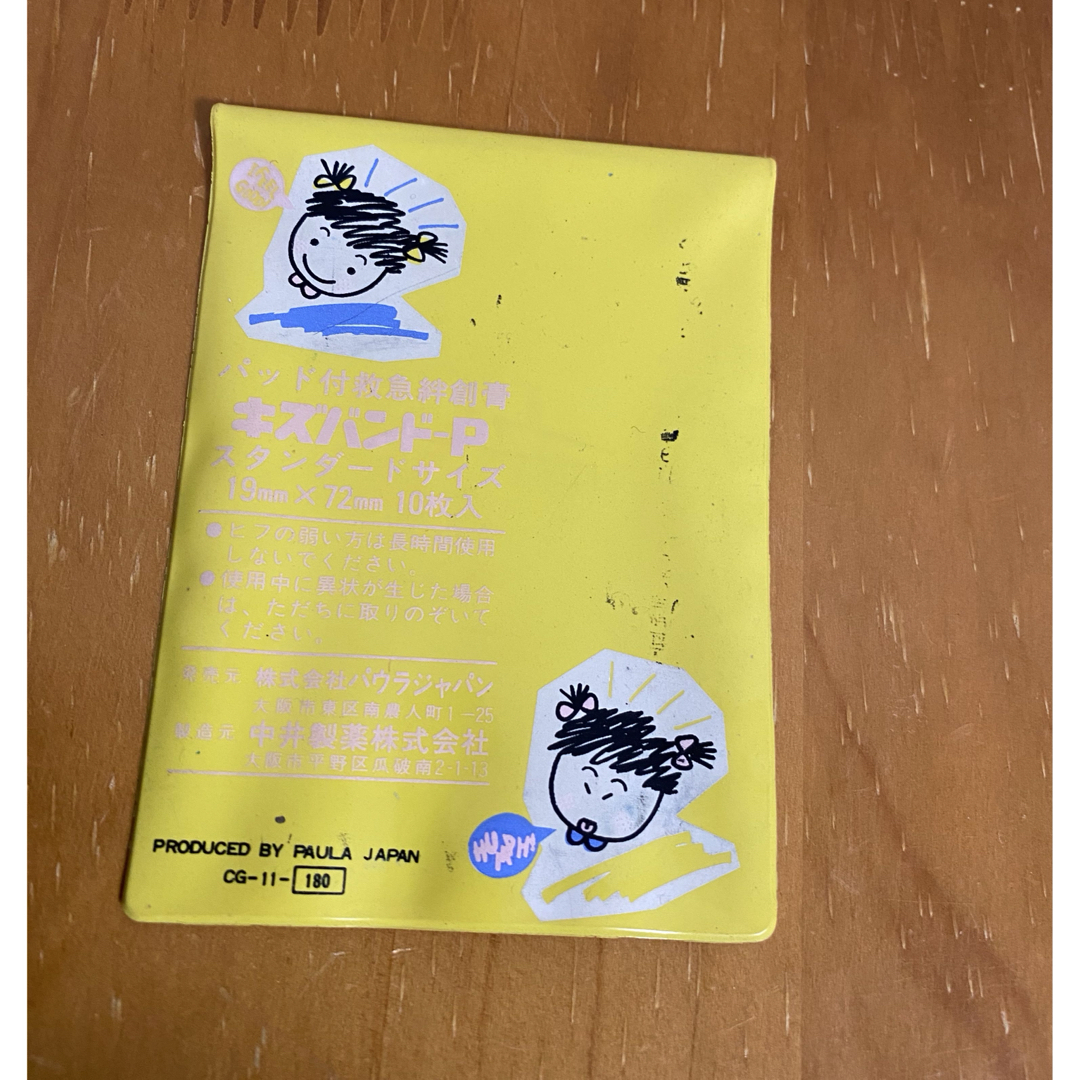 パッド付救急絆創膏
キズバンド-P
スタンダードサイズ
19mm×72mm 10枚入
●ヒフの弱い方は長時間使用
しないでください。
●使用中に異状が生じた場合
は、ただちに取りのぞいて
ください。
発売元 株式会社パウラジャパン
大阪市東区南農人町1-25
製造元 中井製薬株式会社
大阪市平野区瓜破南2-1-13
PRODUCED BY PAULA JAPAN
CG-11-180